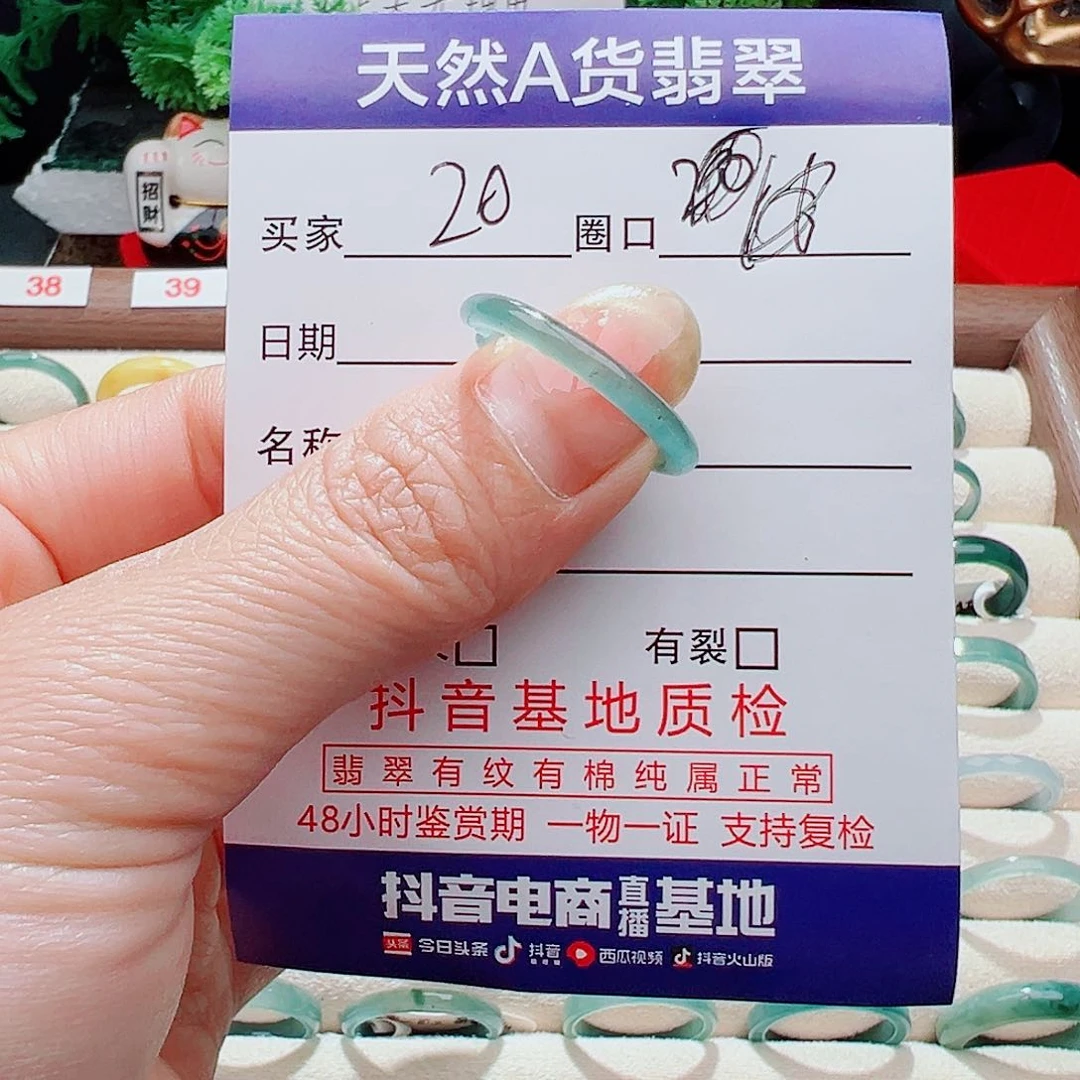 天然A货翡翠
买家 20 圈口
招财
38 39
日期
名称
有裂
抖音基地质检
翡翠有纹有棉纯属正常
48小时鉴赏期 一物一证 支持复检
抖音电商直播基地
头条 今日头条 抖音 西瓜视频 抖音火山版